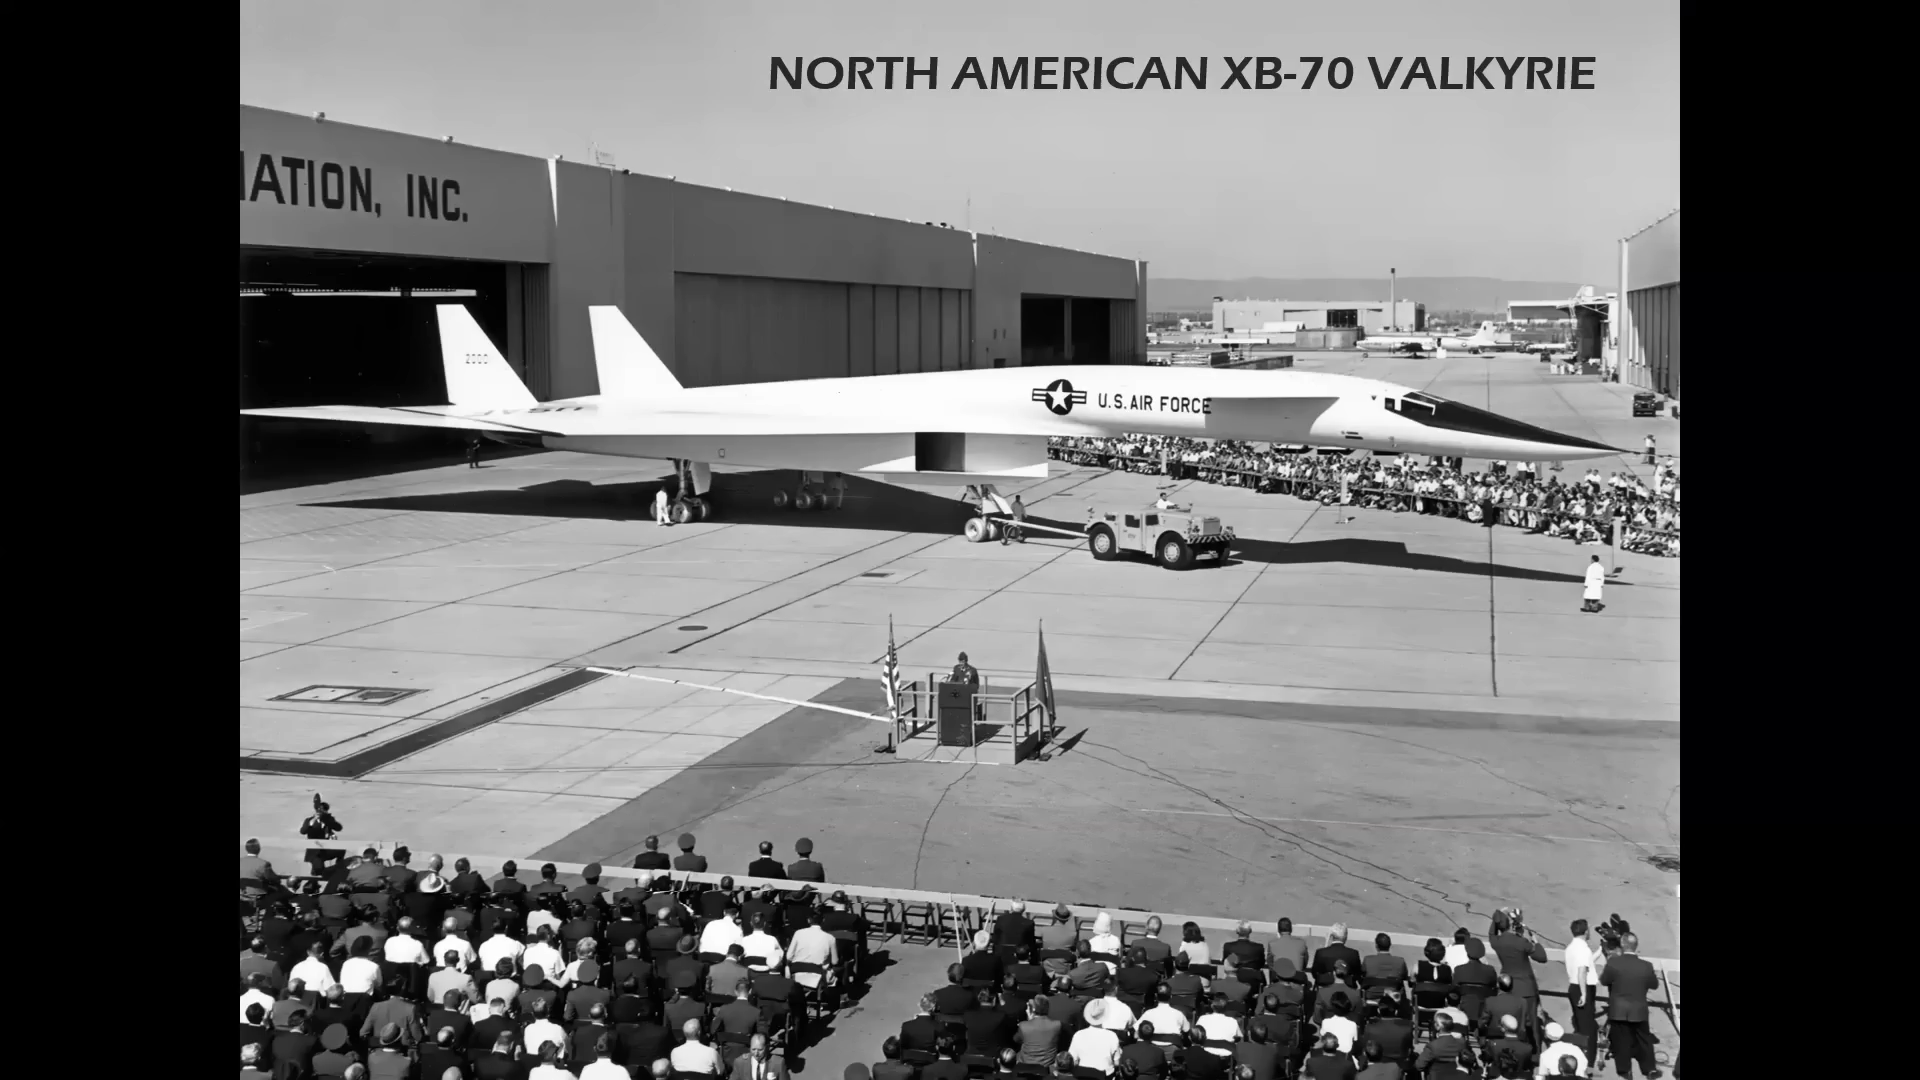 NORTH AMERICAN XB-70 VALKYRIE
IATION, INC.
2000
U.S. AIR FORCE